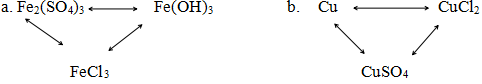 a. Fe₂(SO₄)₃ ⟷ Fe(OH)₃ b. Cu ⟷ CuCl₂
FeCl₃ CuSO₄